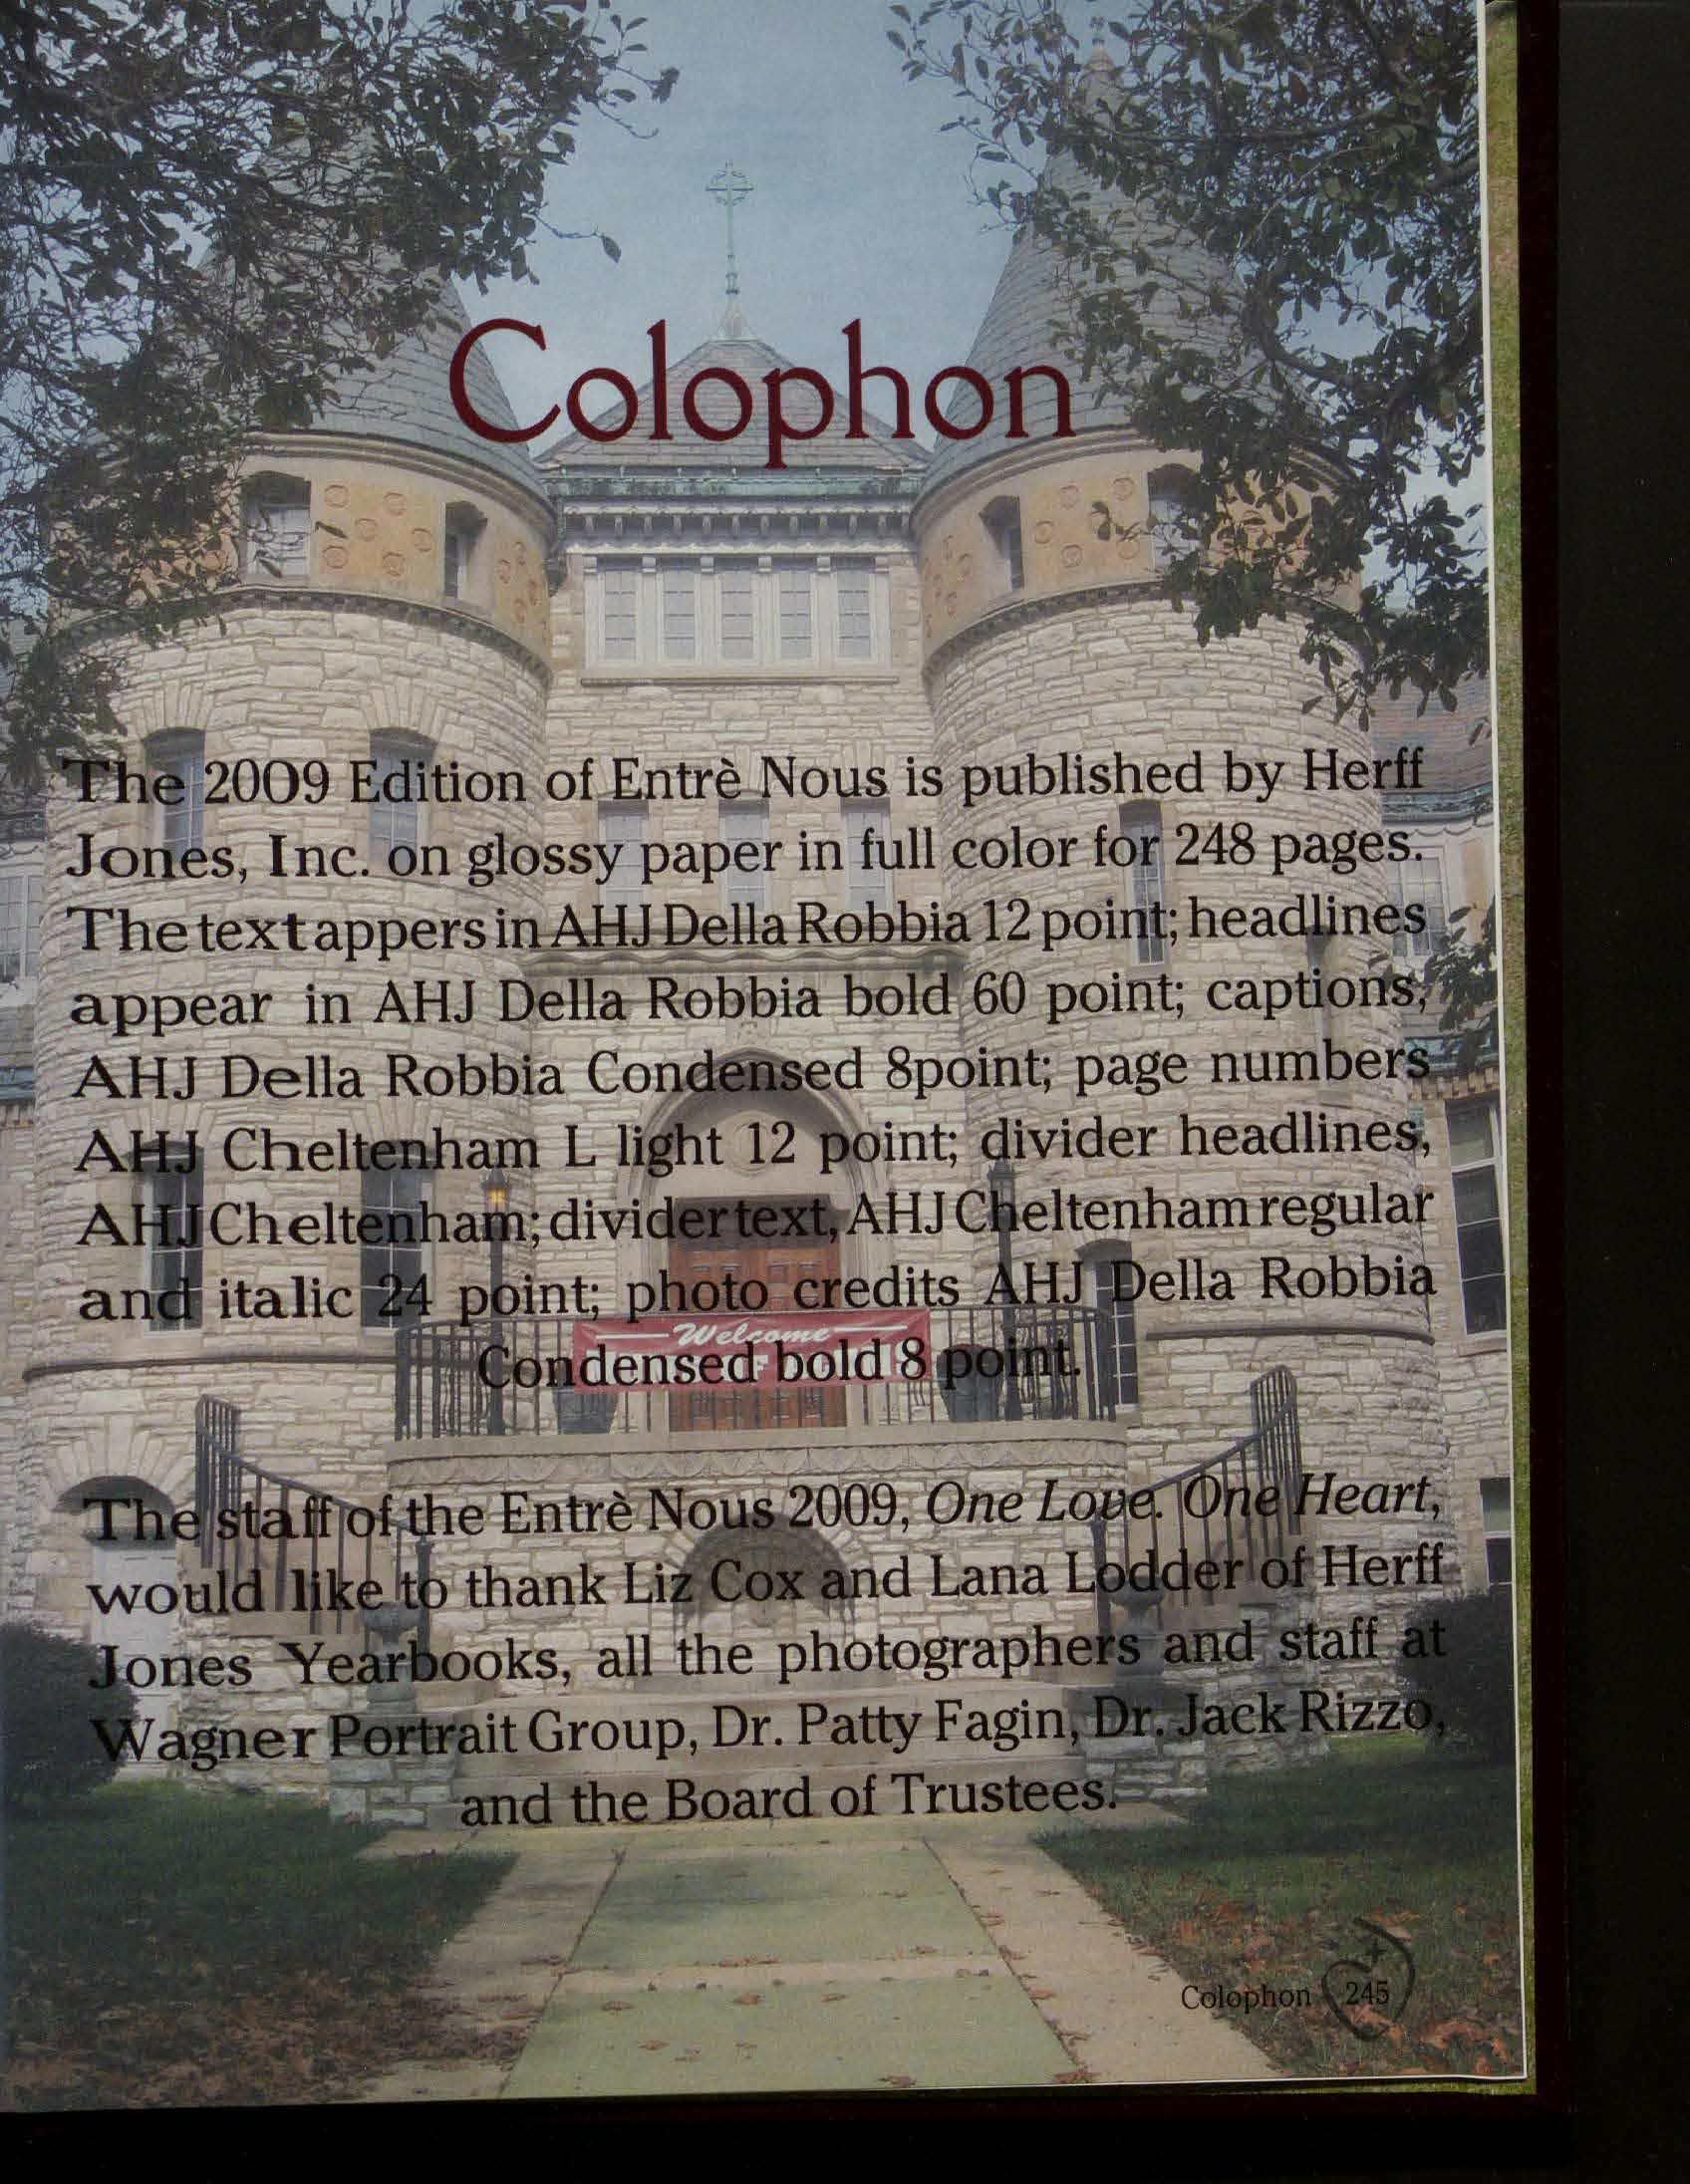 Colophon
The 2009 Edition of Entrè Nous is published by Herff
Jones, Inc. on glossy paper in full color for 248 pages.
The text appers in AHJ Della Robbia 12 point; headlines
appear in AHJ Della Robbia bold 60 point; captions,
AHJ Della Robbia Condensed 8point; page numbers
AHJ Cheltenham L light 12 point; divider headlines,
AHJ Cheltenham; divider text, AHJ Cheltenham regular
and italic 24 point; photo credits AHJ Della Robbia
Welcome
Condensed bold 8 point.
The staff of the Entrè Nous 2009, One Love. One Heart,
would like to thank Liz Cox and Lana Lodder of Herff
Jones Yearbooks, all the photographers and staff at
Wagner Portrait Group, Dr. Patty Fagin, Dr. Jack Rizzo,
and the Board of Trustees.
Colophon 245